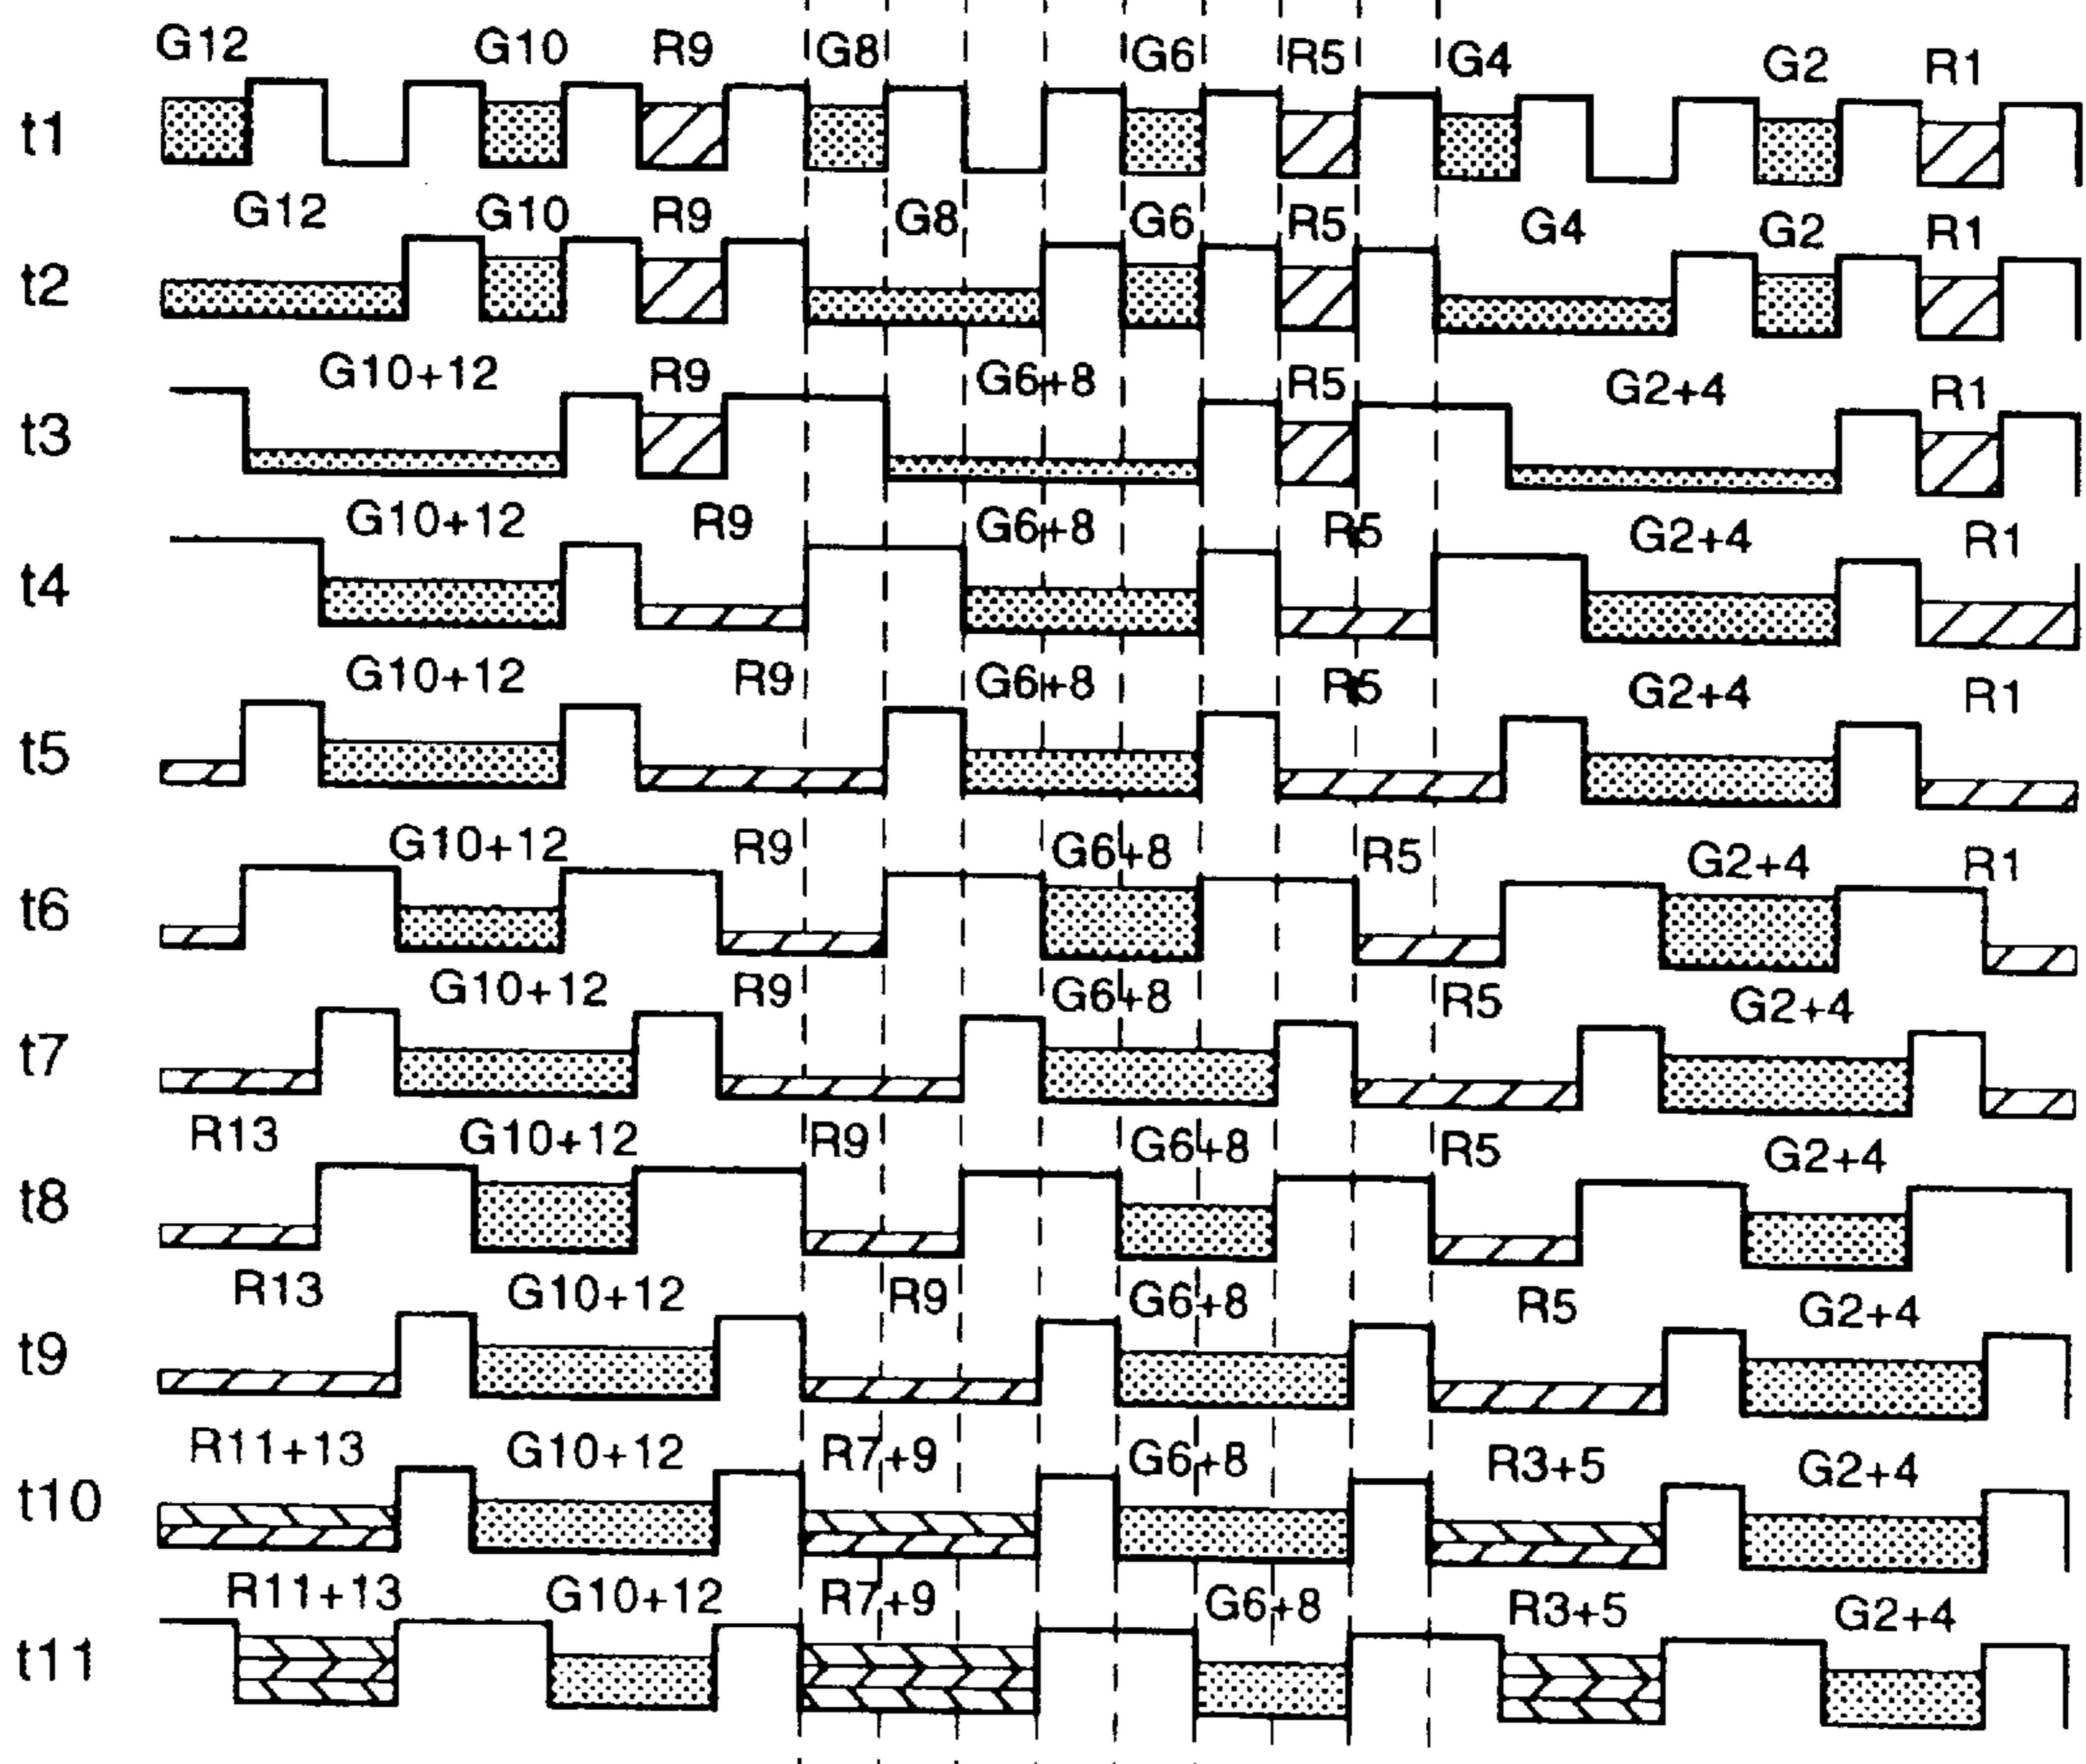 G12 G10 R9 G8 G6 R5 G4 G2 R1
t1
G12 G10 R9 G8 G6 R5 G4 G2 R1
t2
G10+12 R9 G6+8 R5 G2+4 R1
t3
G10+12 R9 G6+8 R5 G2+4 R1
t4
G10+12 R9 G6+8 R5 G2+4 R1
t5
G10+12 R9 G6+8 R5 G2+4 R1
t6
G10+12 R9 G6+8 R5 G2+4
t7
R13 G10+12 R9 G6+8 R5 G2+4
t8
R13 G10+12 R9 G6+8 R5 G2+4
t9
R11+13 G10+12 R7+9 G6+8 R3+5 G2+4
t10
R11+13 G10+12 R7+9 G6+8 R3+5 G2+4
t11